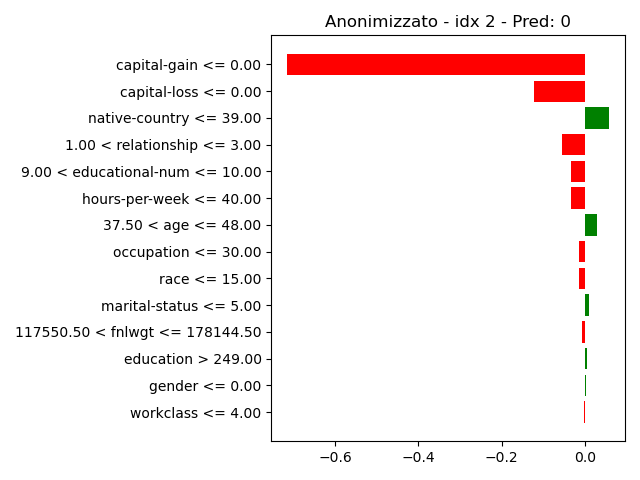 Anonimizzato - idx 2 - Pred: 0
capital-gain <= 0.00
capital-loss <= 0.00
native-country <= 39.00
1.00 < relationship <= 3.00
9.00 < educational-num <= 10.00
hours-per-week <= 40.00
37.50 < age <= 48.00
occupation <= 30.00
race <= 15.00
marital-status <= 5.00
117550.50 < fnlwgt <= 178144.50
education > 249.00
gender <= 0.00
workclass <= 4.00
−0.6 −0.4 −0.2 0.0